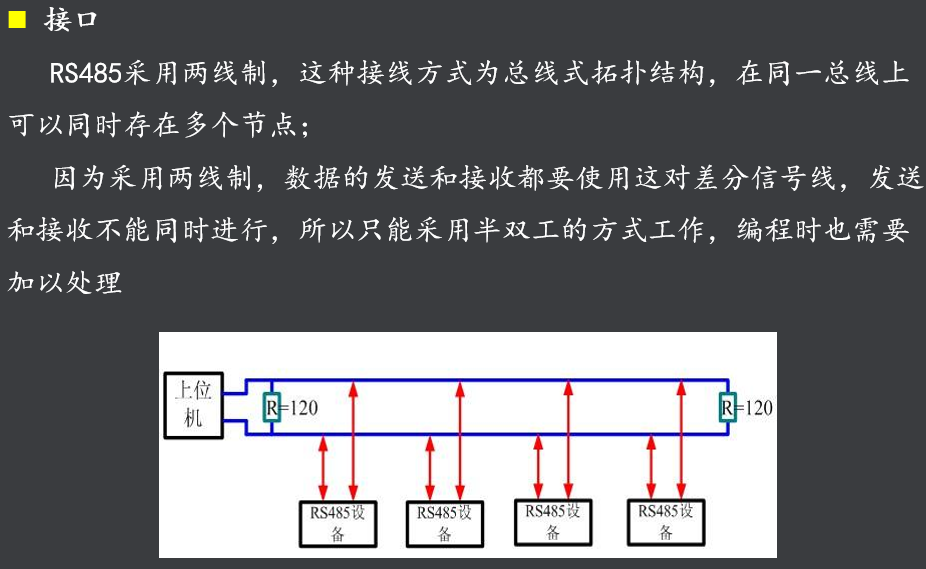 ■ 接口
RS485采用两线制，这种接线方式为总线式拓扑结构，在同一总线上
可以同时存在多个节点；
因为采用两线制，数据的发送和接收都要使用这对差分信号线，发送
和接收不能同时进行，所以只能采用半双工的方式工作，编程时也需要
加以处理
上位
机
R=120
R=120
RS485设
备
RS485设
备
RS485设
备
RS485设
备